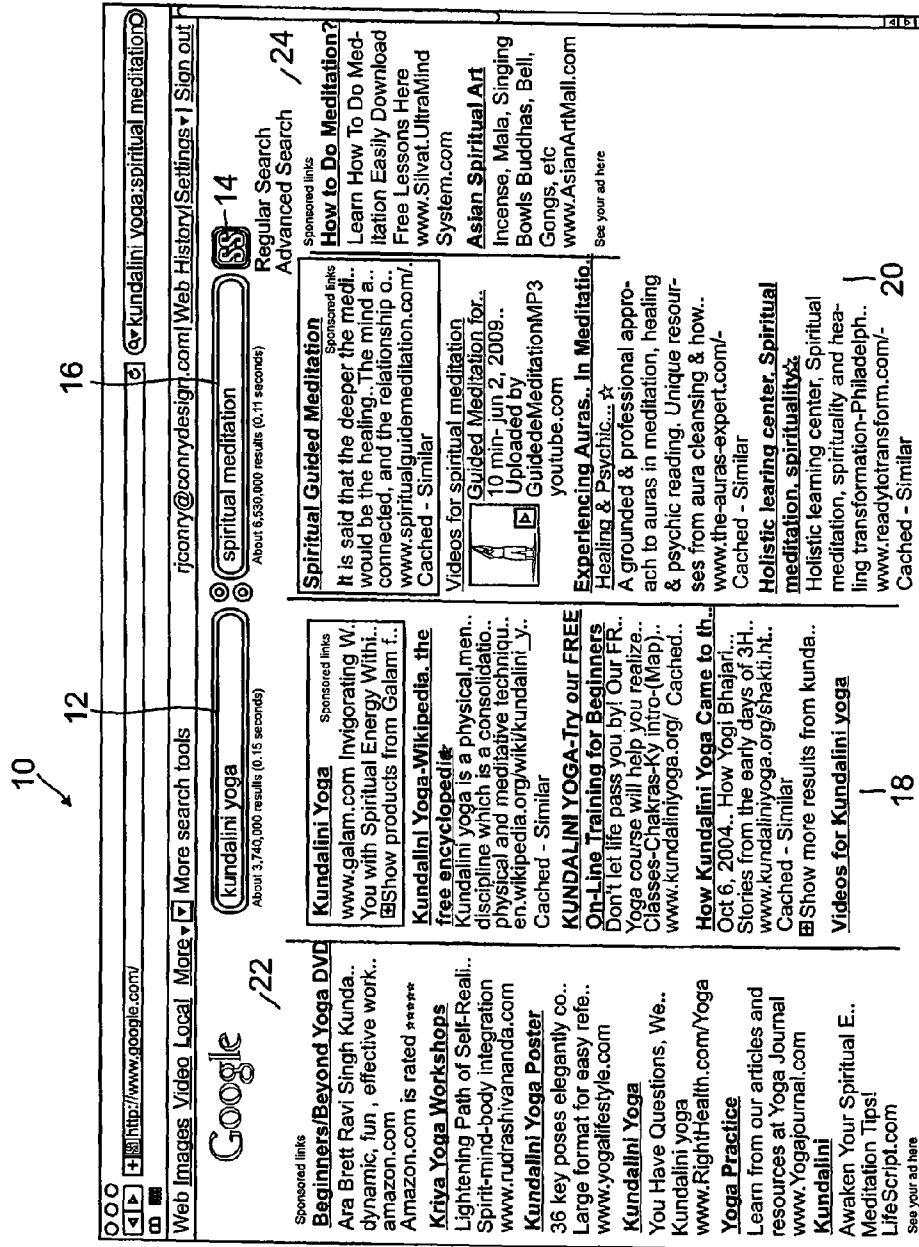 10
http://www.google.com/
kundalini yoga:spiritual meditation
Web Images Video Local More▾ ▾ More search tools
rjconry@conrydesign.com| Web History|Settings▾| Sign out
Google
12
kundalini yoga
About 3,740,000 results (0.15 seconds)
16
spiritual meditation
About 6,530,000 results (0.11 seconds)
SS
14
Regular Search
Advanced Search
22
Sponsored links
Beginners/Beyond Yoga DVD
Ara Brett Ravi Singh Kunda..
dynamic, fun , effective work..
amazon.com
Amazon.com is rated *****
Kriya Yoga Workshops
Lightening Path of Self-Reali..
Spirit-mind-body integration
www.rudrashivananda.com
Kundalini Yoga Poster
36 key poses elegantly co..
Large format for easy refe..
www.yogalifestyle.com
Kundalini Yoga
You Have Questions, We..
Kundalini yoga
www.RightHealth.com/Yoga
Yoga Practice
Learn from our articles and
resources at Yoga Journal
www.Yogajournal.com
Kundalini
Awaken Your Spiritual E..
Meditation Tips!
LifeScript.com
See your ad here
Sponsored links
Kundalini Yoga
www.galam.com Invigorating W..
You with Spiritual Energy Withi...
⊞Show products from Galam f..
Kundalini Yoga-Wikipedia. the
free encyclopedia☆
Kundalini yoga is a physical,men..
discipline which is a consolidatio..
physical and meditative techniqu..
en.wikipedia.org/wiki/kundalini_y..
Cached - Similar
KUNDALINI YOGA-Try our FREE
On-Line Training for Beginners
Don't let life pass you by! Our FR..
Yoga course will help you realize..
Classes-Chakras-Ky Intro-(Map)..
www.kundaliniyoga.org/ Cached..
How Kundalini Yoga Came to th..
Oct 6, 2004.. How Yogi Bhajari...
Stories from the early days of 3H..
www.kundaliniyoga.org/shakti.ht..
Cached - Similar
⊞Show more results from kunda..
Videos for Kundalini yoga
18
Spiritual Guided Meditation
Sponsored links
It is said that the deeper the medi..
would be the healing..The mind a..
connected, and the relationship o..
www.spiritualguidemeditation.com/.
Cached - Similar
Videos for spiritual meditation
Guided Meditation for..
10 min- jun 2, 2009..
Uploaded by
GuidedeMeditationMP3
youtube.com
Experiencing Auras.. In Meditatio..
Healing & Psychic... ☆
A grounded & professional appro-
ach to auras in meditation, healing
& psychic reading. Unique resour-
ses from aura cleansing & how..
www.the-auras-expert.com/-
Cached - Similar
Holistic learing center, Spiritual
meditation, spirituality☆
Holistic learning center, Spiritual
meditation, spirituality and hea-
ling transformation-Philadelph..
www.readytotransform.com/-
Cached - Similar
20
24
Sponsored links
How to Do Meditation?
Learn How To Do Med-
itation Easily Download
Free Lessons Here
www.Silvat.UltraMind
System.com
Asian Spiritual Art
Incense, Mala, Singing
Bowls Buddhas, Bell,
Gongs, etc
www.AsianArtMall.com
See your ad here